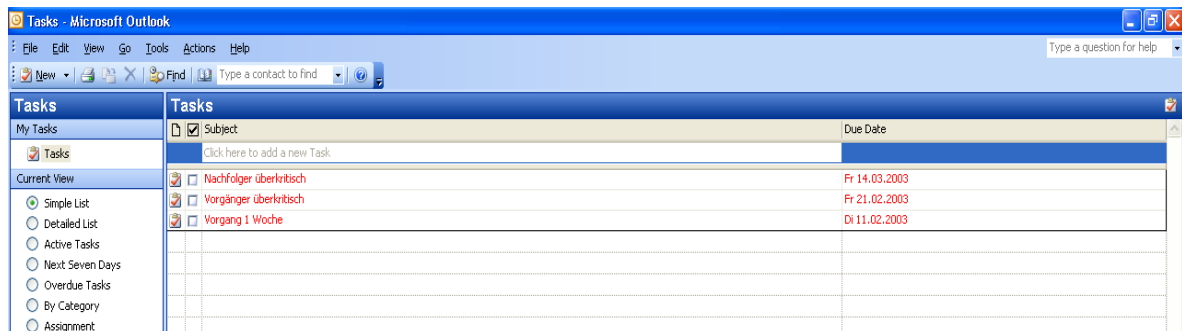 Tasks - Microsoft Outlook
File Edit View Go Tools Actions Help Type a question for help
New Find Type a contact to find
Tasks Tasks
My Tasks Subject Due Date
Tasks Click here to add a new Task
Current View Nachfolger überkritisch Fr 14.03.2003
Simple List Vorgänger überkritisch Fr 21.02.2003
Detailed List Vorgang 1 Woche Di 11.02.2003
Active Tasks
Next Seven Days
Overdue Tasks
By Category
Assignment